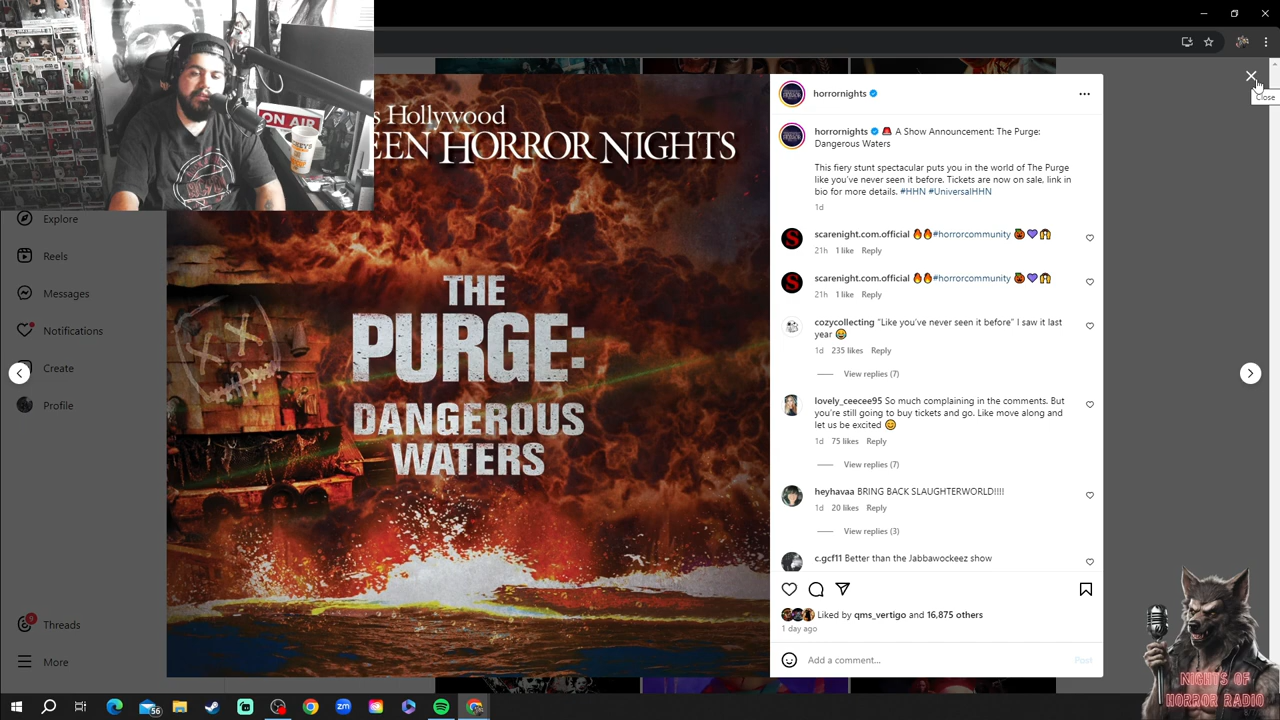 ON AIR
s Hollywood
EEN HORROR NIGHTS
THE
PURGE:
DANGEROUS
WATERS
Explore
Reels
Messages
Notifications
Create
Profile
9
Threads
More
Close
horrornights
horrornights 🚨 A Show Announcement: The Purge:
Dangerous Waters
This fiery stunt spectacular puts you in the world of The Purge
like you've never seen it before. Tickets are now on sale, link in
bio for more details. #HHN #UniversalHHN
1d
scarenight.com.official 🔥🔥#horrorcommunity 🎃💜🙌
21h 1 like Reply
scarenight.com.official 🔥🔥#horrorcommunity 🎃💜🙌
21h 1 like Reply
cozycollecting "Like you've never seen it before" I saw it last
year 😂
1d 235 likes Reply
View replies (7)
lovely_ceecee95 So much complaining in the comments. But
you're still going to buy tickets and go. Like move along and
let us be excited 😊
1d 75 likes Reply
View replies (7)
heyhavaa BRING BACK SLAUGHTERWORLD!!!!
1d 20 likes Reply
View replies (3)
c.gcf11 Better than the Jabbawockeez show
Liked by qms_vertigo and 16,875 others
1 day ago
Add a comment...
Post
NIGHTS OF
HORROR RADIO
56
zm